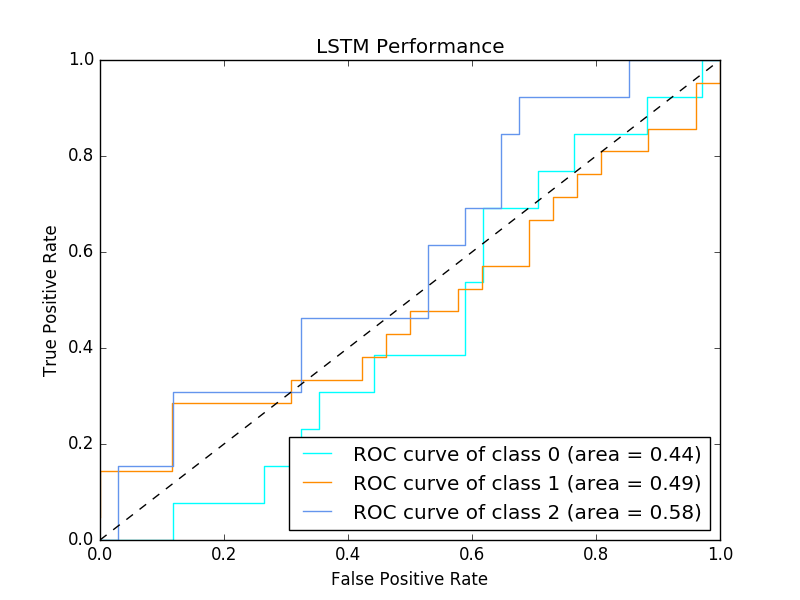 LSTM Performance
1.0
0.8
0.6
0.4
0.2
0.0
True Positive Rate
ROC curve of class 0 (area = 0.44)
ROC curve of class 1 (area = 0.49)
ROC curve of class 2 (area = 0.58)
0.0 0.2 0.4 0.6 0.8 1.0
False Positive Rate